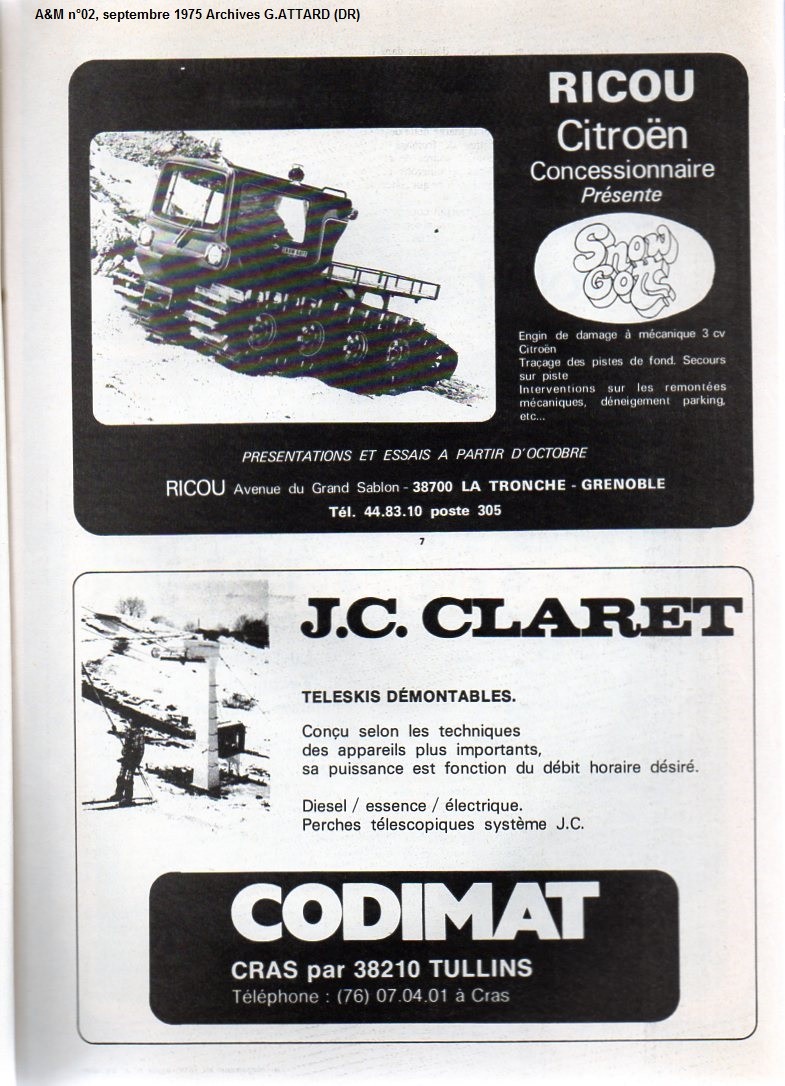 A&M n°02, septembre 1975 Archives G.ATTARD (DR)
RICOU
Citroën
Concessionnaire
Présente
Snow
Golf
Engin de damage à mécanique 3 cv
Citroën
Traçage des pistes de fond. Secours
sur piste
Interventions sur les remontées
mécaniques, déneigement parking,
etc...
PRESENTATIONS ET ESSAIS A PARTIR D'OCTOBRE
RICOU Avenue du Grand Sablon - 38700 LA TRONCHE - GRENOBLE
Tél. 44.83.10 poste 305
7
J.C. CLARET
TELESKIS DÉMONTABLES.
Conçu selon les techniques
des appareils plus importants,
sa puissance est fonction du débit horaire désiré.
Diesel / essence / électrique.
Perches télescopiques système J.C.
CODIMAT
CRAS par 38210 TULLINS
Téléphone : (76) 07.04.01 à Cras